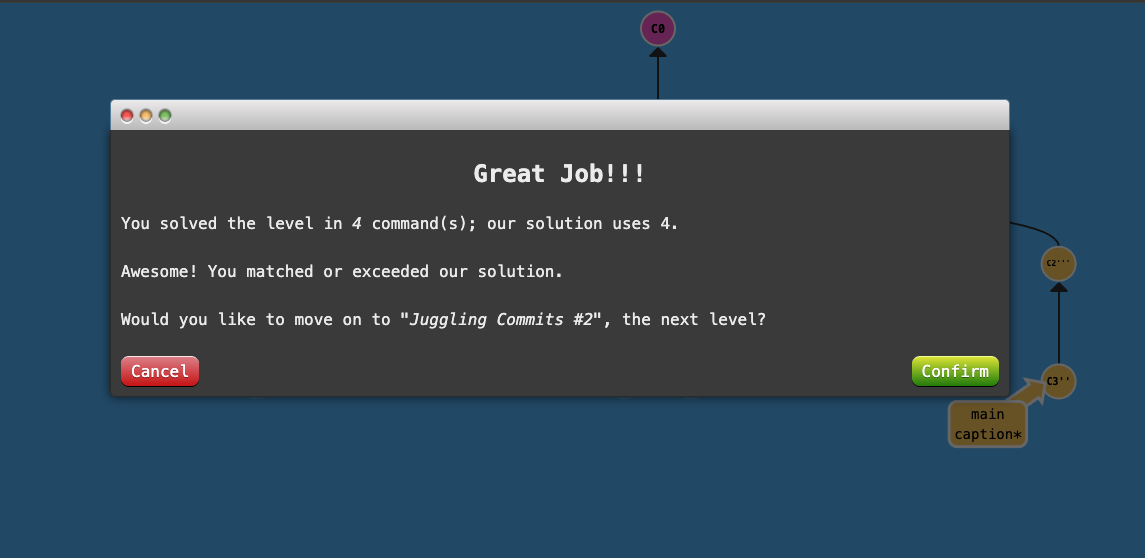 C0
Great Job!!!
You solved the level in 4 command(s); our solution uses 4.
Awesome! You matched or exceeded our solution.
Would you like to move on to "Juggling Commits #2", the next level?
Cancel
Confirm
C2'''
C3''
main
caption*